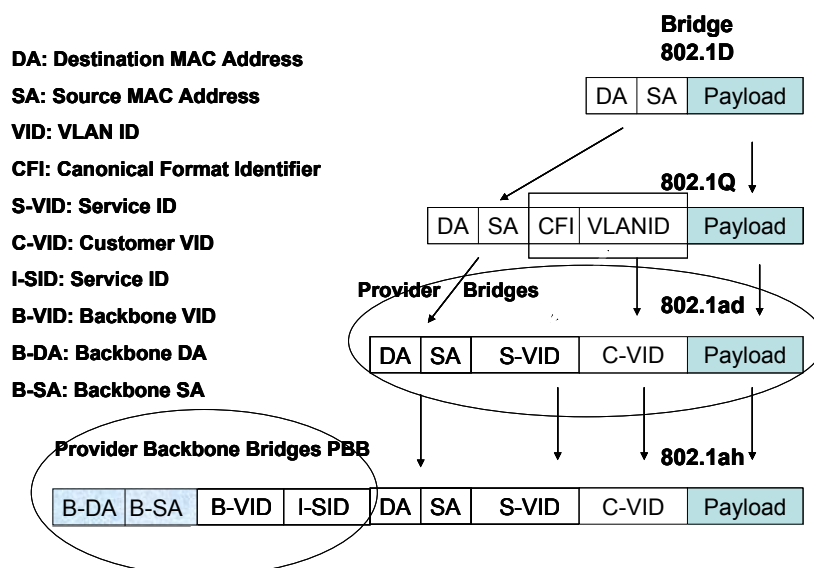 Bridge
802.1D
DA: Destination MAC Address
SA: Source MAC Address
VID: VLAN ID
CFI: Canonical Format Identifier
S-VID: Service ID
C-VID: Customer VID
I-SID: Service ID
B-VID: Backbone VID
B-DA: Backbone DA
B-SA: Backbone SA
DA SA Payload
802.1Q
DA SA CFI VLANID Payload
Provider Bridges
802.1ad
DA SA S-VID C-VID Payload
Provider Backbone Bridges PBB
802.1ah
B-DA B-SA B-VID I-SID DA SA S-VID C-VID Payload